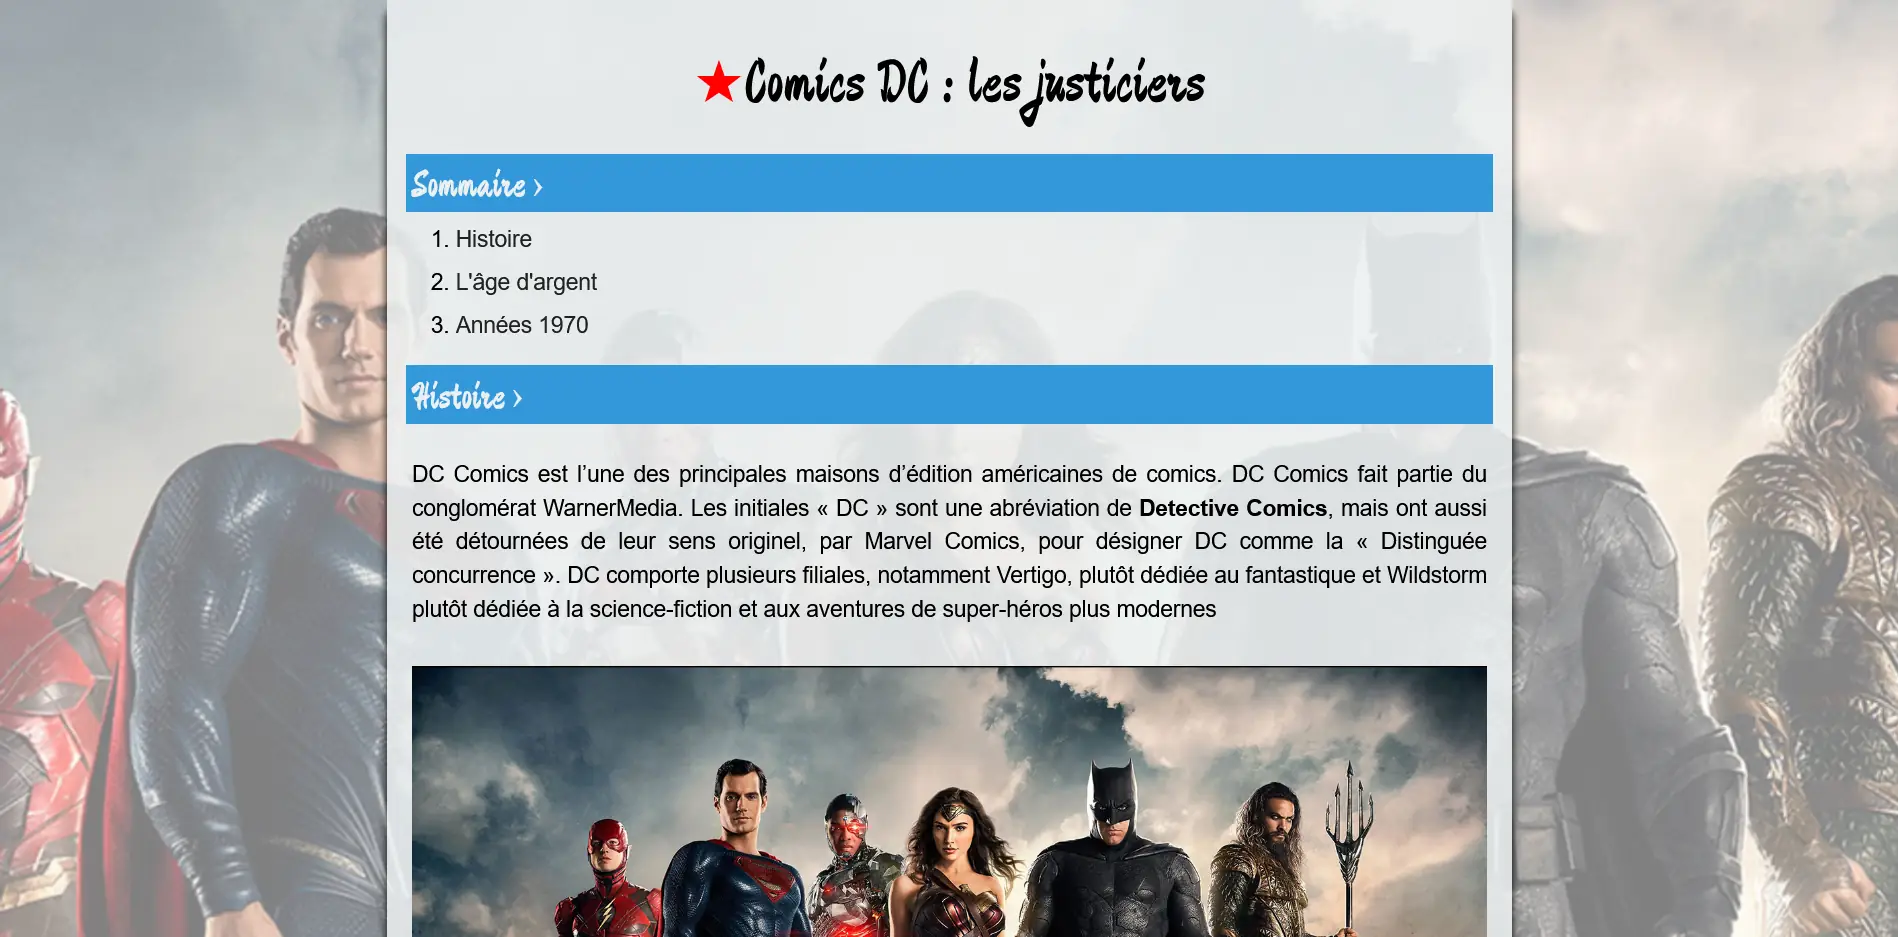 ★Comics DC : les justiciers
Sommaire ›
1. Histoire
2. L'âge d'argent
3. Années 1970
Histoire ›
DC Comics est l’une des principales maisons d’édition américaines de comics. DC Comics fait partie du
conglomérat WarnerMedia. Les initiales « DC » sont une abréviation de Detective Comics, mais ont aussi
été détournées de leur sens originel, par Marvel Comics, pour désigner DC comme la « Distinguée
concurrence ». DC comporte plusieurs filiales, notamment Vertigo, plutôt dédiée au fantastique et Wildstorm
plutôt dédiée à la science-fiction et aux aventures de super-héros plus modernes